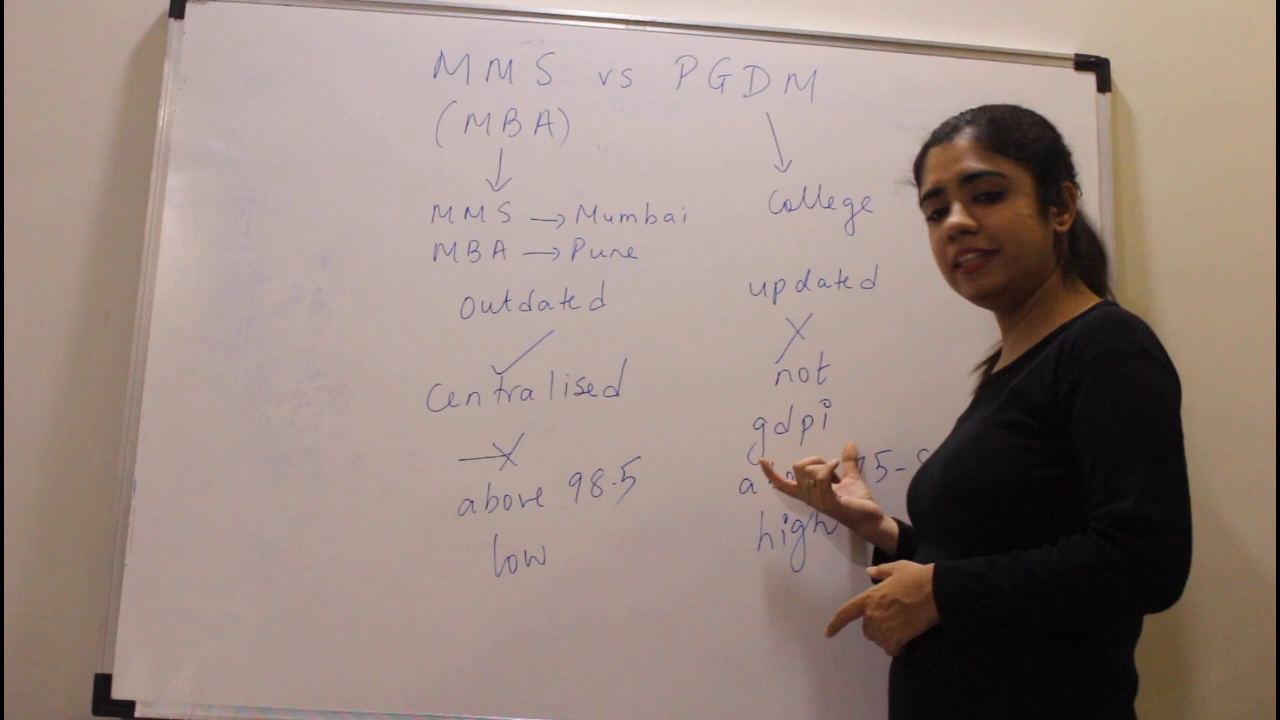 MMS vs PGDM
(MBA)
MMS → Mumbai
MBA → Pune
outdated
centralised
above 98.5
low
college
updated
not
gdpi
high